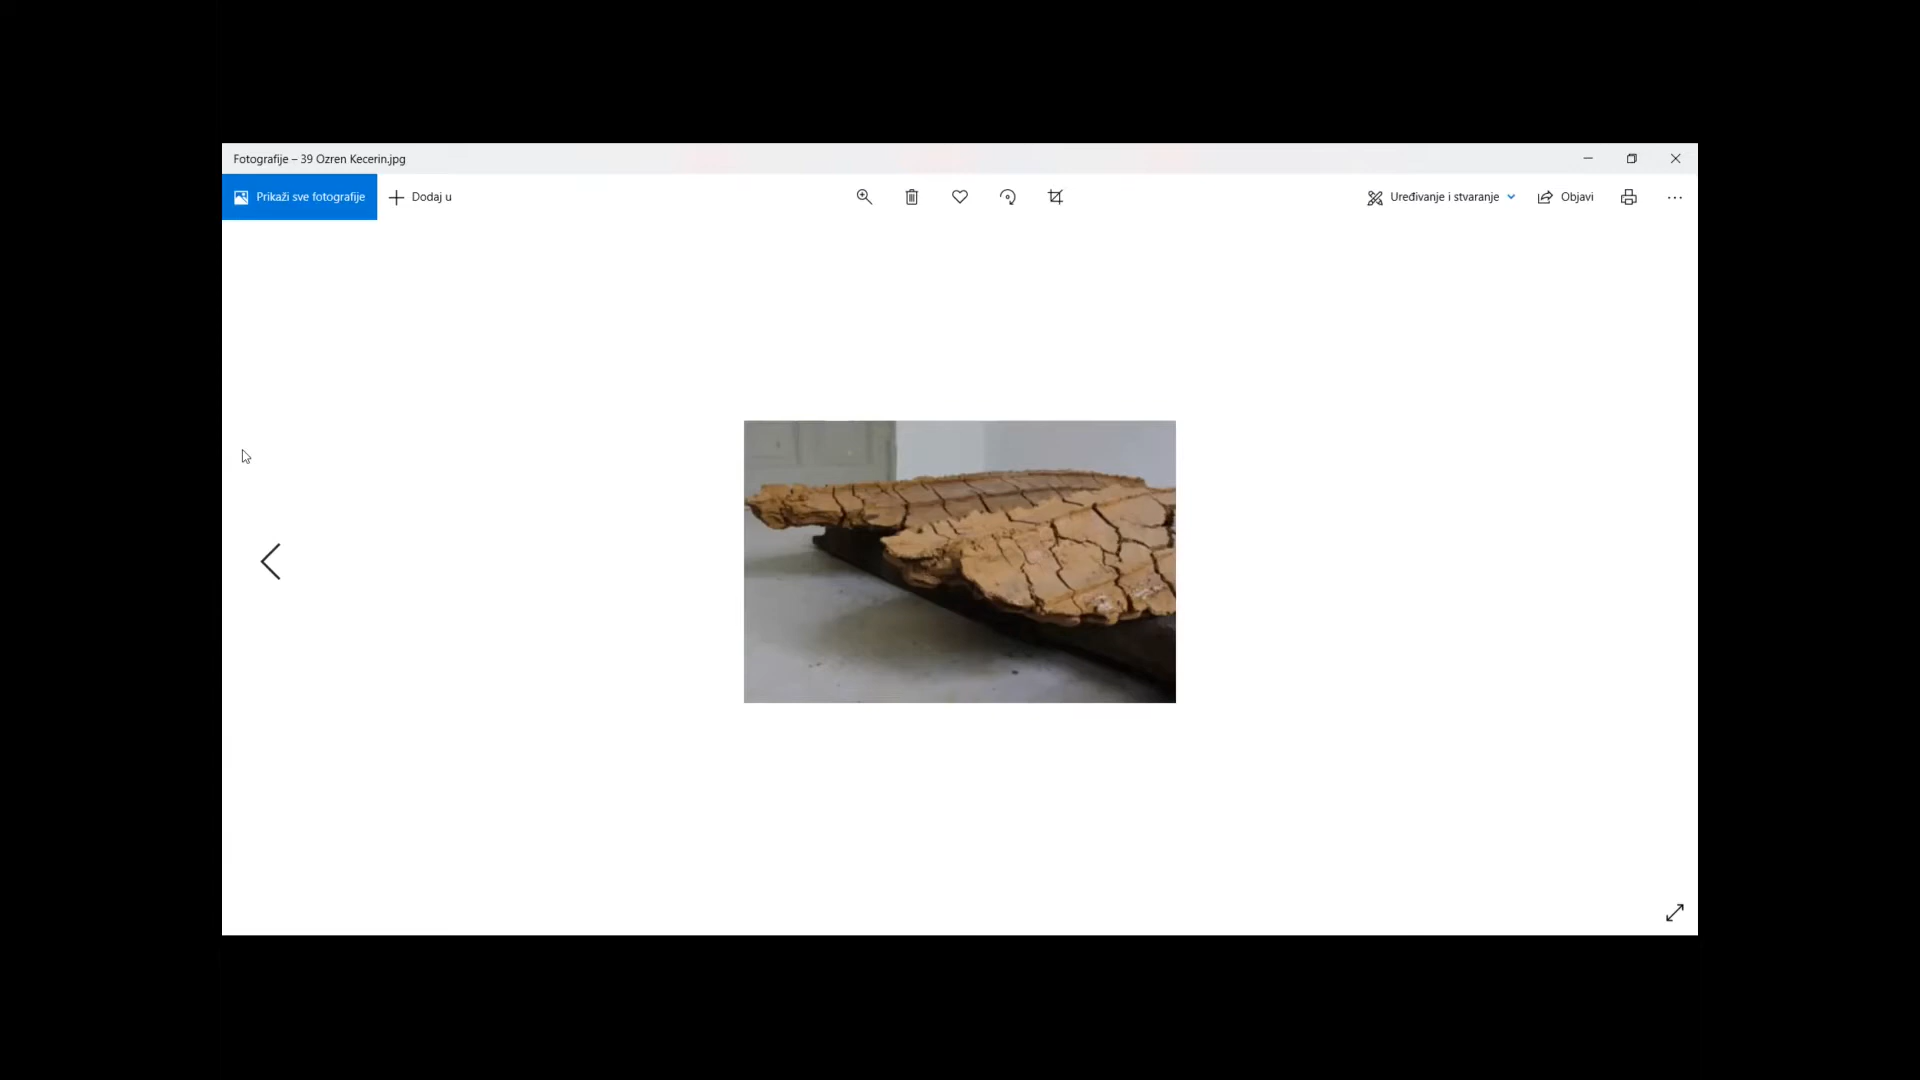 Fotografije – 39 Ozren Kecerin.jpg
Prikaži sve fotografije
Dodaj u
Uređivanje i stvaranje
Objavi